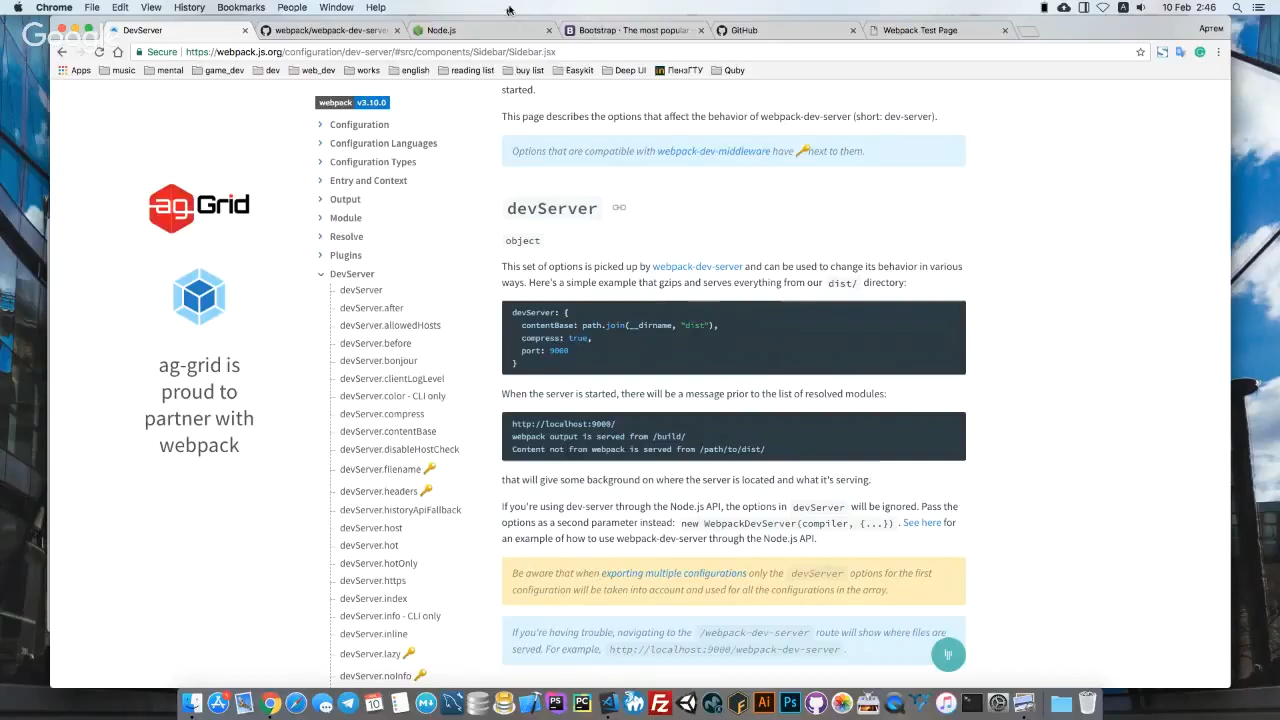 Chrome File Edit View History Bookmarks People Window Help
10 Feb 2:46
DevServer
webpack/webpack-dev-serve
Node.js
Bootstrap · The most popular
GitHub
Webpack Test Page
Артем
Secure https://webpack.js.org/configuration/dev-server/#src/components/Sidebar/Sidebar.jsx
Apps music mental game_dev dev web_dev works english reading list buy list Easykit Deep UI ПензГТУ Quby
webpack v3.10.0
Configuration
Configuration Languages
Configuration Types
Entry and Context
Output
Module
Resolve
Plugins
DevServer
devServer
devServer.after
devServer.allowedHosts
devServer.before
devServer.bonjour
devServer.clientLogLevel
devServer.color - CLI only
devServer.compress
devServer.contentBase
devServer.disableHostCheck
devServer.filename
devServer.headers
devServer.historyApiFallback
devServer.host
devServer.hot
devServer.hotOnly
devServer.https
devServer.index
devServer.info - CLI only
devServer.inline
devServer.lazy
devServer.noInfo
ag-Grid
ag-grid is
proud to
partner with
webpack
started.
This page describes the options that affect the behavior of webpack-dev-server (short: dev-server).
Options that are compatible with webpack-dev-middleware have 🔑 next to them.
devServer
object
This set of options is picked up by webpack-dev-server and can be used to change its behavior in various
ways. Here's a simple example that gzips and serves everything from our dist/ directory:
devServer: {
contentBase: path.join(__dirname, "dist"),
compress: true,
port: 9000
}
When the server is started, there will be a message prior to the list of resolved modules:
http://localhost:9000/
webpack output is served from /build/
Content not from webpack is served from /path/to/dist/
that will give some background on where the server is located and what it's serving.
If you're using dev-server through the Node.js API, the options in devServer will be ignored. Pass the
options as a second parameter instead: new WebpackDevServer(compiler, {...}) . See here for
an example of how to use webpack-dev-server through the Node.js API.
Be aware that when exporting multiple configurations only the devServer options for the first
configuration will be taken into account and used for all the configurations in the array.
If you're having trouble, navigating to the /webpack-dev-server route will show where files are
served. For example, http://localhost:9000/webpack-dev-server .